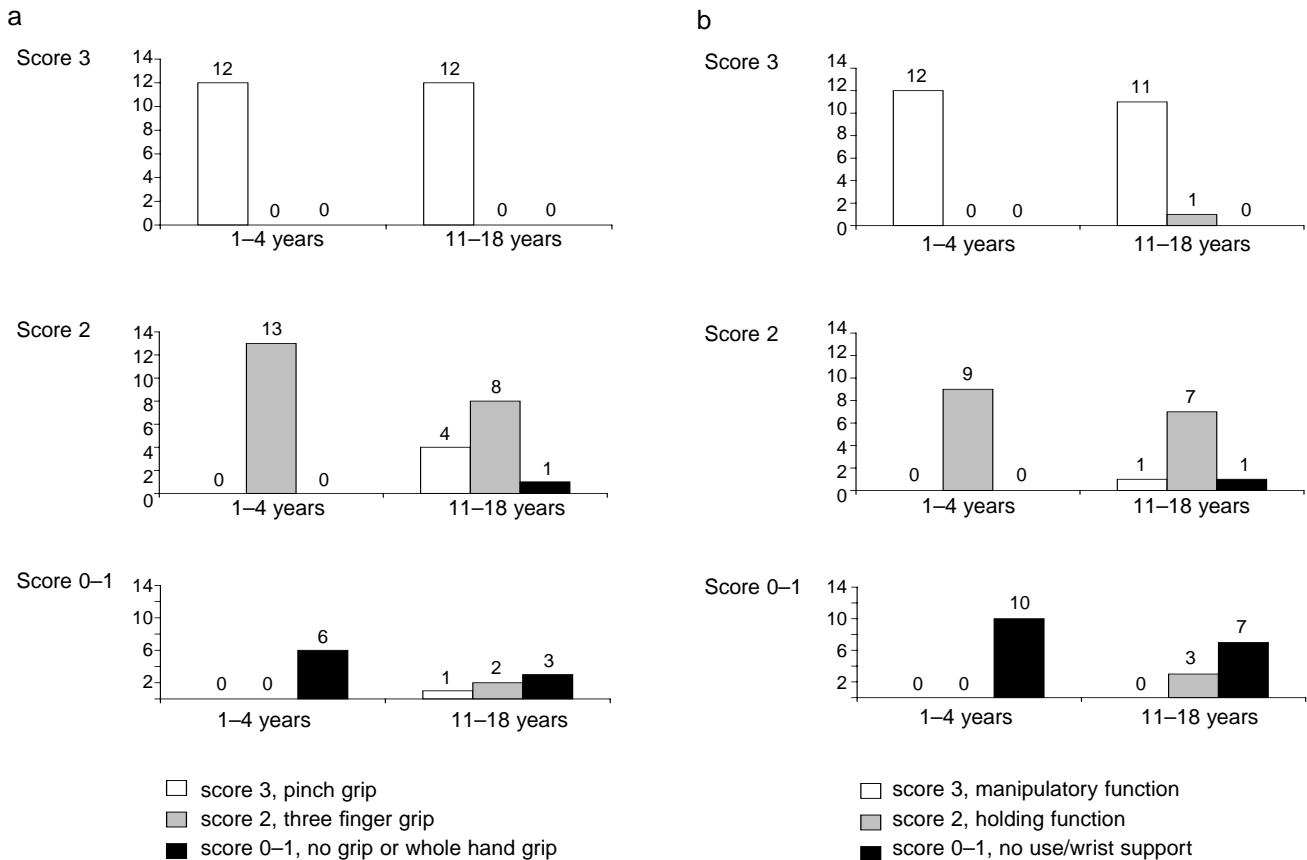 a
Score 3
14
12
10
8
6
4
2
0
12
0
0
12
0
0
1–4 years
11–18 years
Score 2
14
12
10
8
6
4
2
0
0
13
0
4
8
1
1–4 years
11–18 years
Score 0–1
14
10
6
2
0
0
6
1
2
3
1–4 years
11–18 years
score 3, pinch grip
score 2, three finger grip
score 0–1, no grip or whole hand grip
b
Score 3
14
12
10
8
6
4
2
0
12
0
0
11
1
0
1–4 years
11–18 years
Score 2
14
12
10
8
6
4
2
0
0
9
0
1
7
1
1–4 years
11–18 years
Score 0–1
14
10
6
2
0
0
10
0
3
7
1–4 years
11–18 years
score 3, manipulatory function
score 2, holding function
score 0–1, no use/wrist support